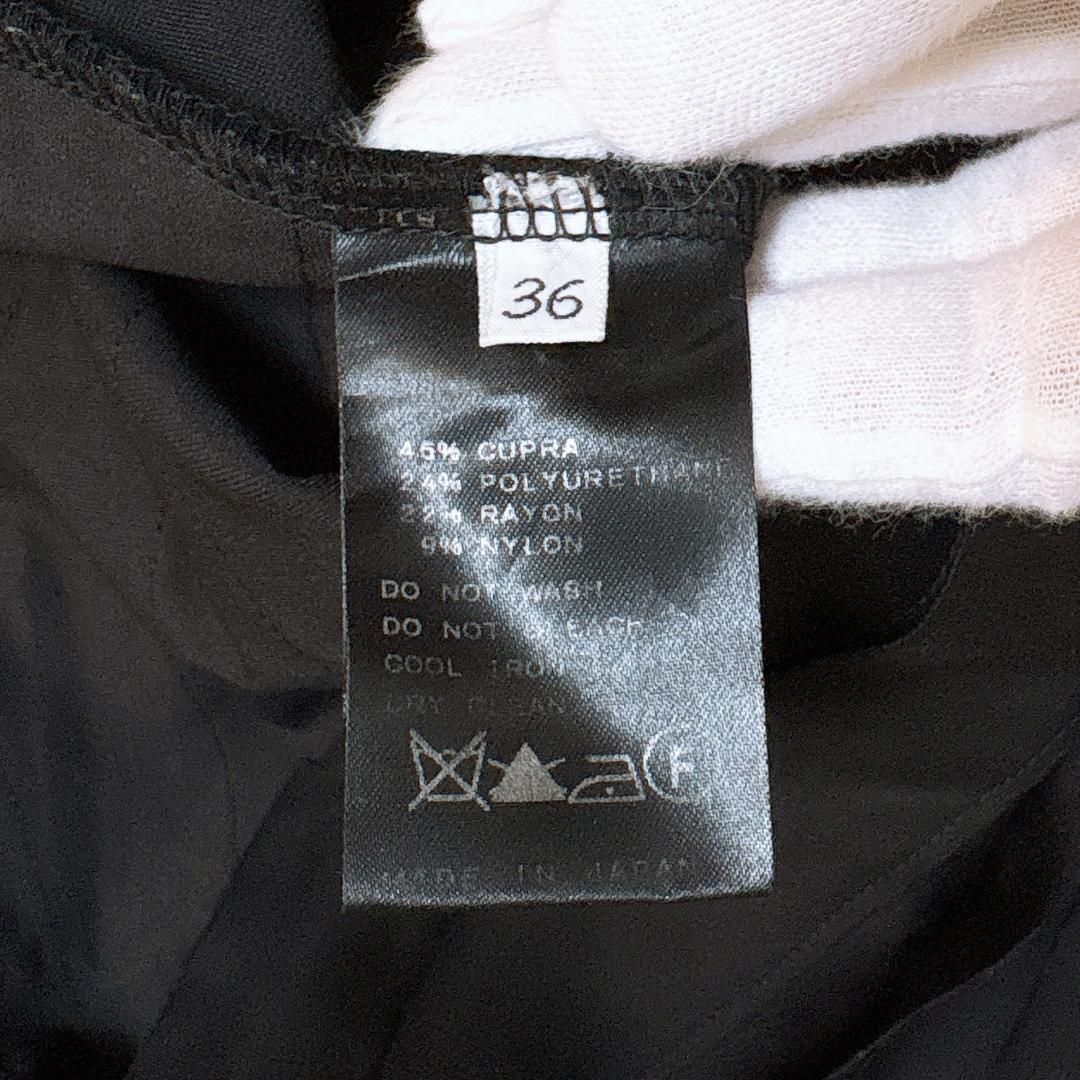 36
45% CUPRA
24% POLYURETHANE
22% RAYON
9% NYLON
DO NOT WASH
DO NOT BLEACH
COOL IRON
DRY CLEAN
F
MADE IN JAPAN